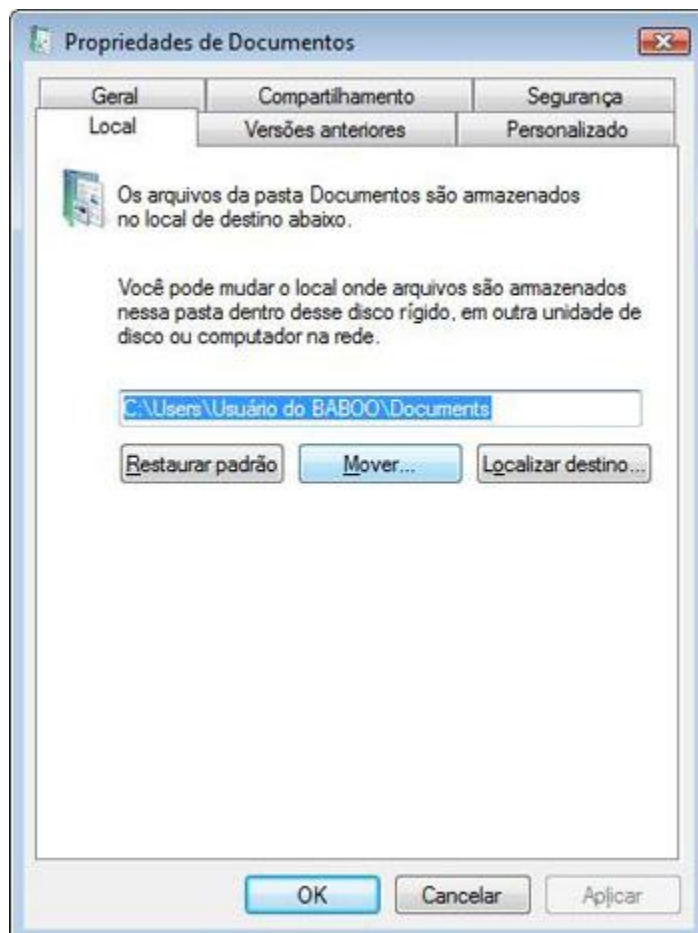 Propriedades de Documentos
Geral Compartilhamento Segurança
Local Versões anteriores Personalizado
Os arquivos da pasta Documentos são armazenados
no local de destino abaixo.
Você pode mudar o local onde arquivos são armazenados
nessa pasta dentro desse disco rígido, em outra unidade de
disco ou computador na rede.
C:\Users\Usuário do BABOO\Documents
Restaurar padrão Mover... Localizar destino...
OK Cancelar Aplicar